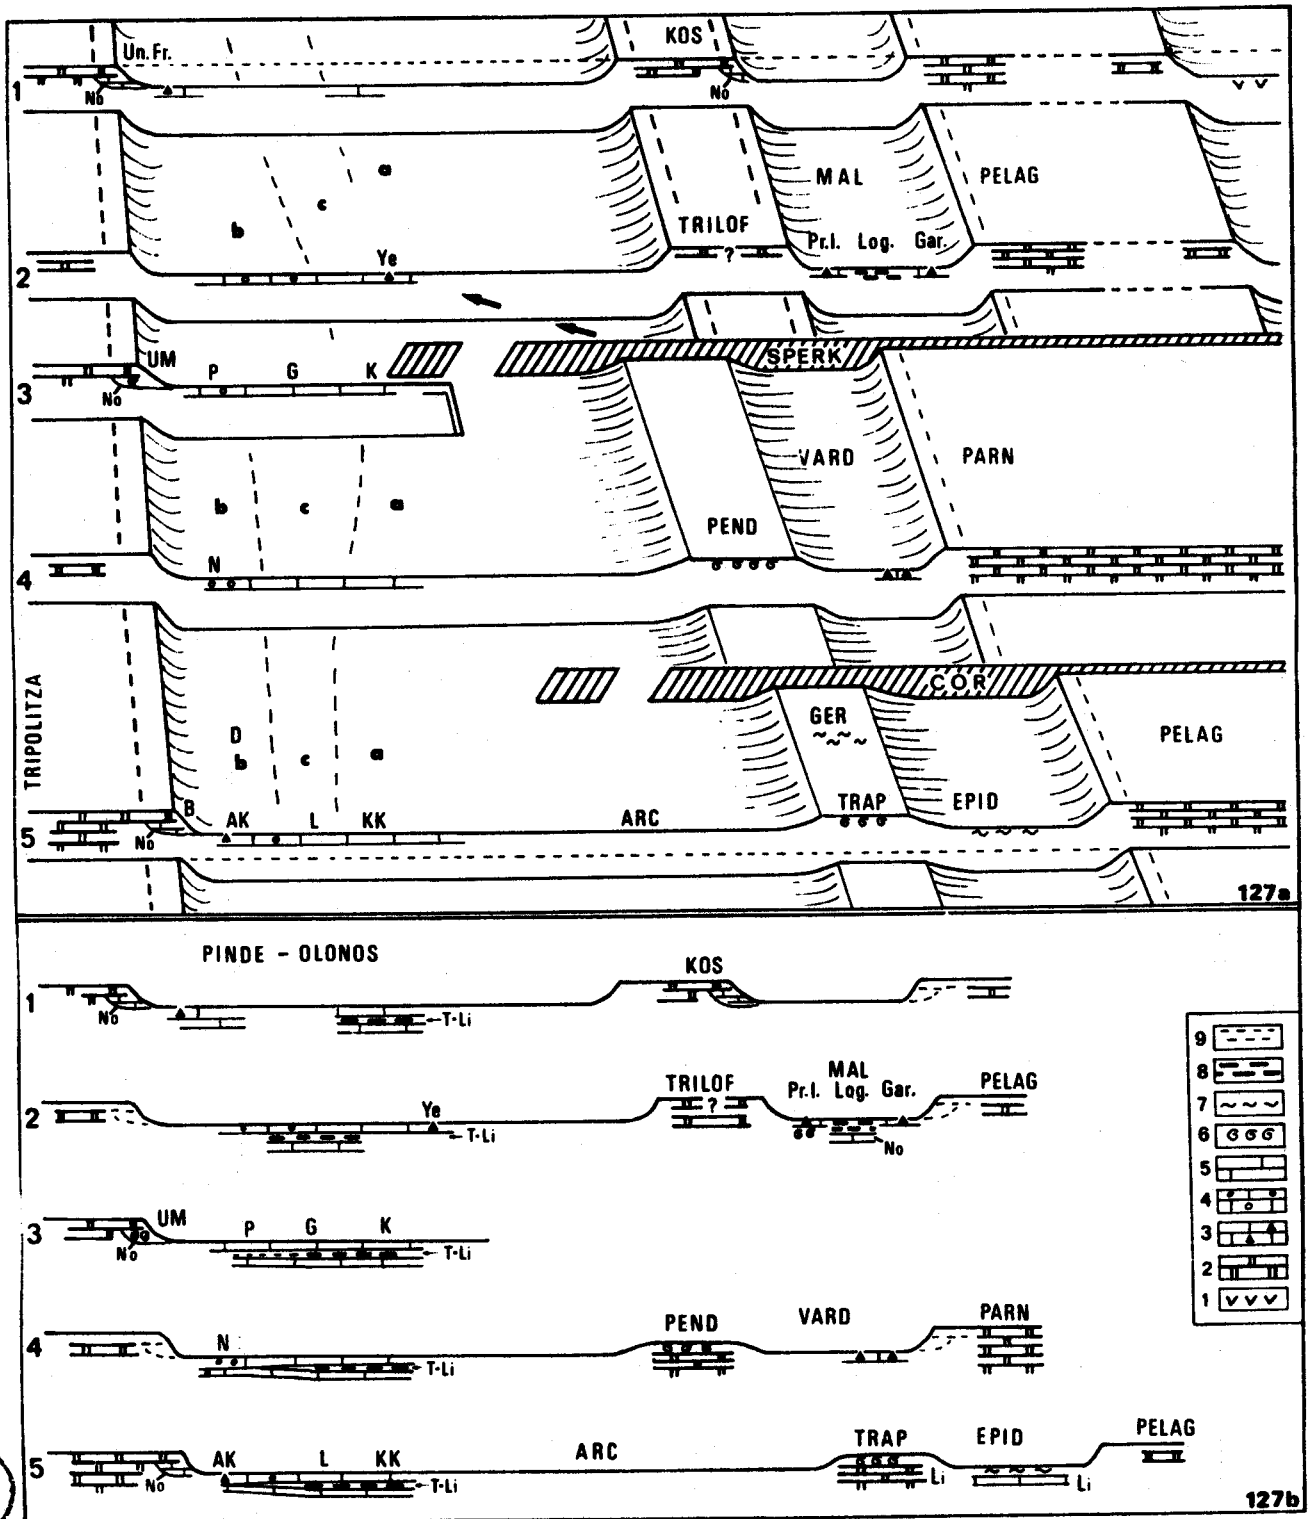 KOS
Un. Fr.
1
No
No
2
a
c
b
Ye
TRILOF
?
MAL
Pr.I. Log. Gar.
PELAG
SPERK
3
UM
P G K
No
VARD
PARN
b c a
PEND
4
N
COR
TRIPOLITZA
D
b c a
GER
PELAG
5
B
AK L KK
ARC
TRAP
EPID
No
127a
PINDE - OLONOS
1
KOS
No
T-Li
2
Ye
T-Li
TRILOF
?
MAL
Pr.I. Log. Gar.
No
PELAG
3
UM
P G K
No
T-Li
4
N
T-Li
PEND
VARD
PARN
5
AK L KK
No
T-Li
ARC
TRAP
Li
EPID
Li
PELAG
9
8
7
6
5
4
3
2
1
127b